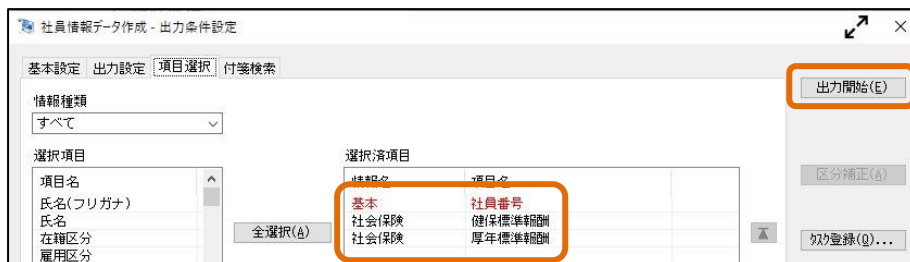 社員情報データ作成 - 出力条件設定
基本設定 出力設定 項目選択 付箋検索
出力開始(E)
情報種類
すべて
選択項目
選択済項目
項目名
情報名 項目名
区分補正(A)
氏名(フリガナ)
基本 社員番号
氏名
社会保険 健保標準報酬
在籍区分
全選択(A)
社会保険 厚年標準報酬
タスク登録(Q)...
雇用区分